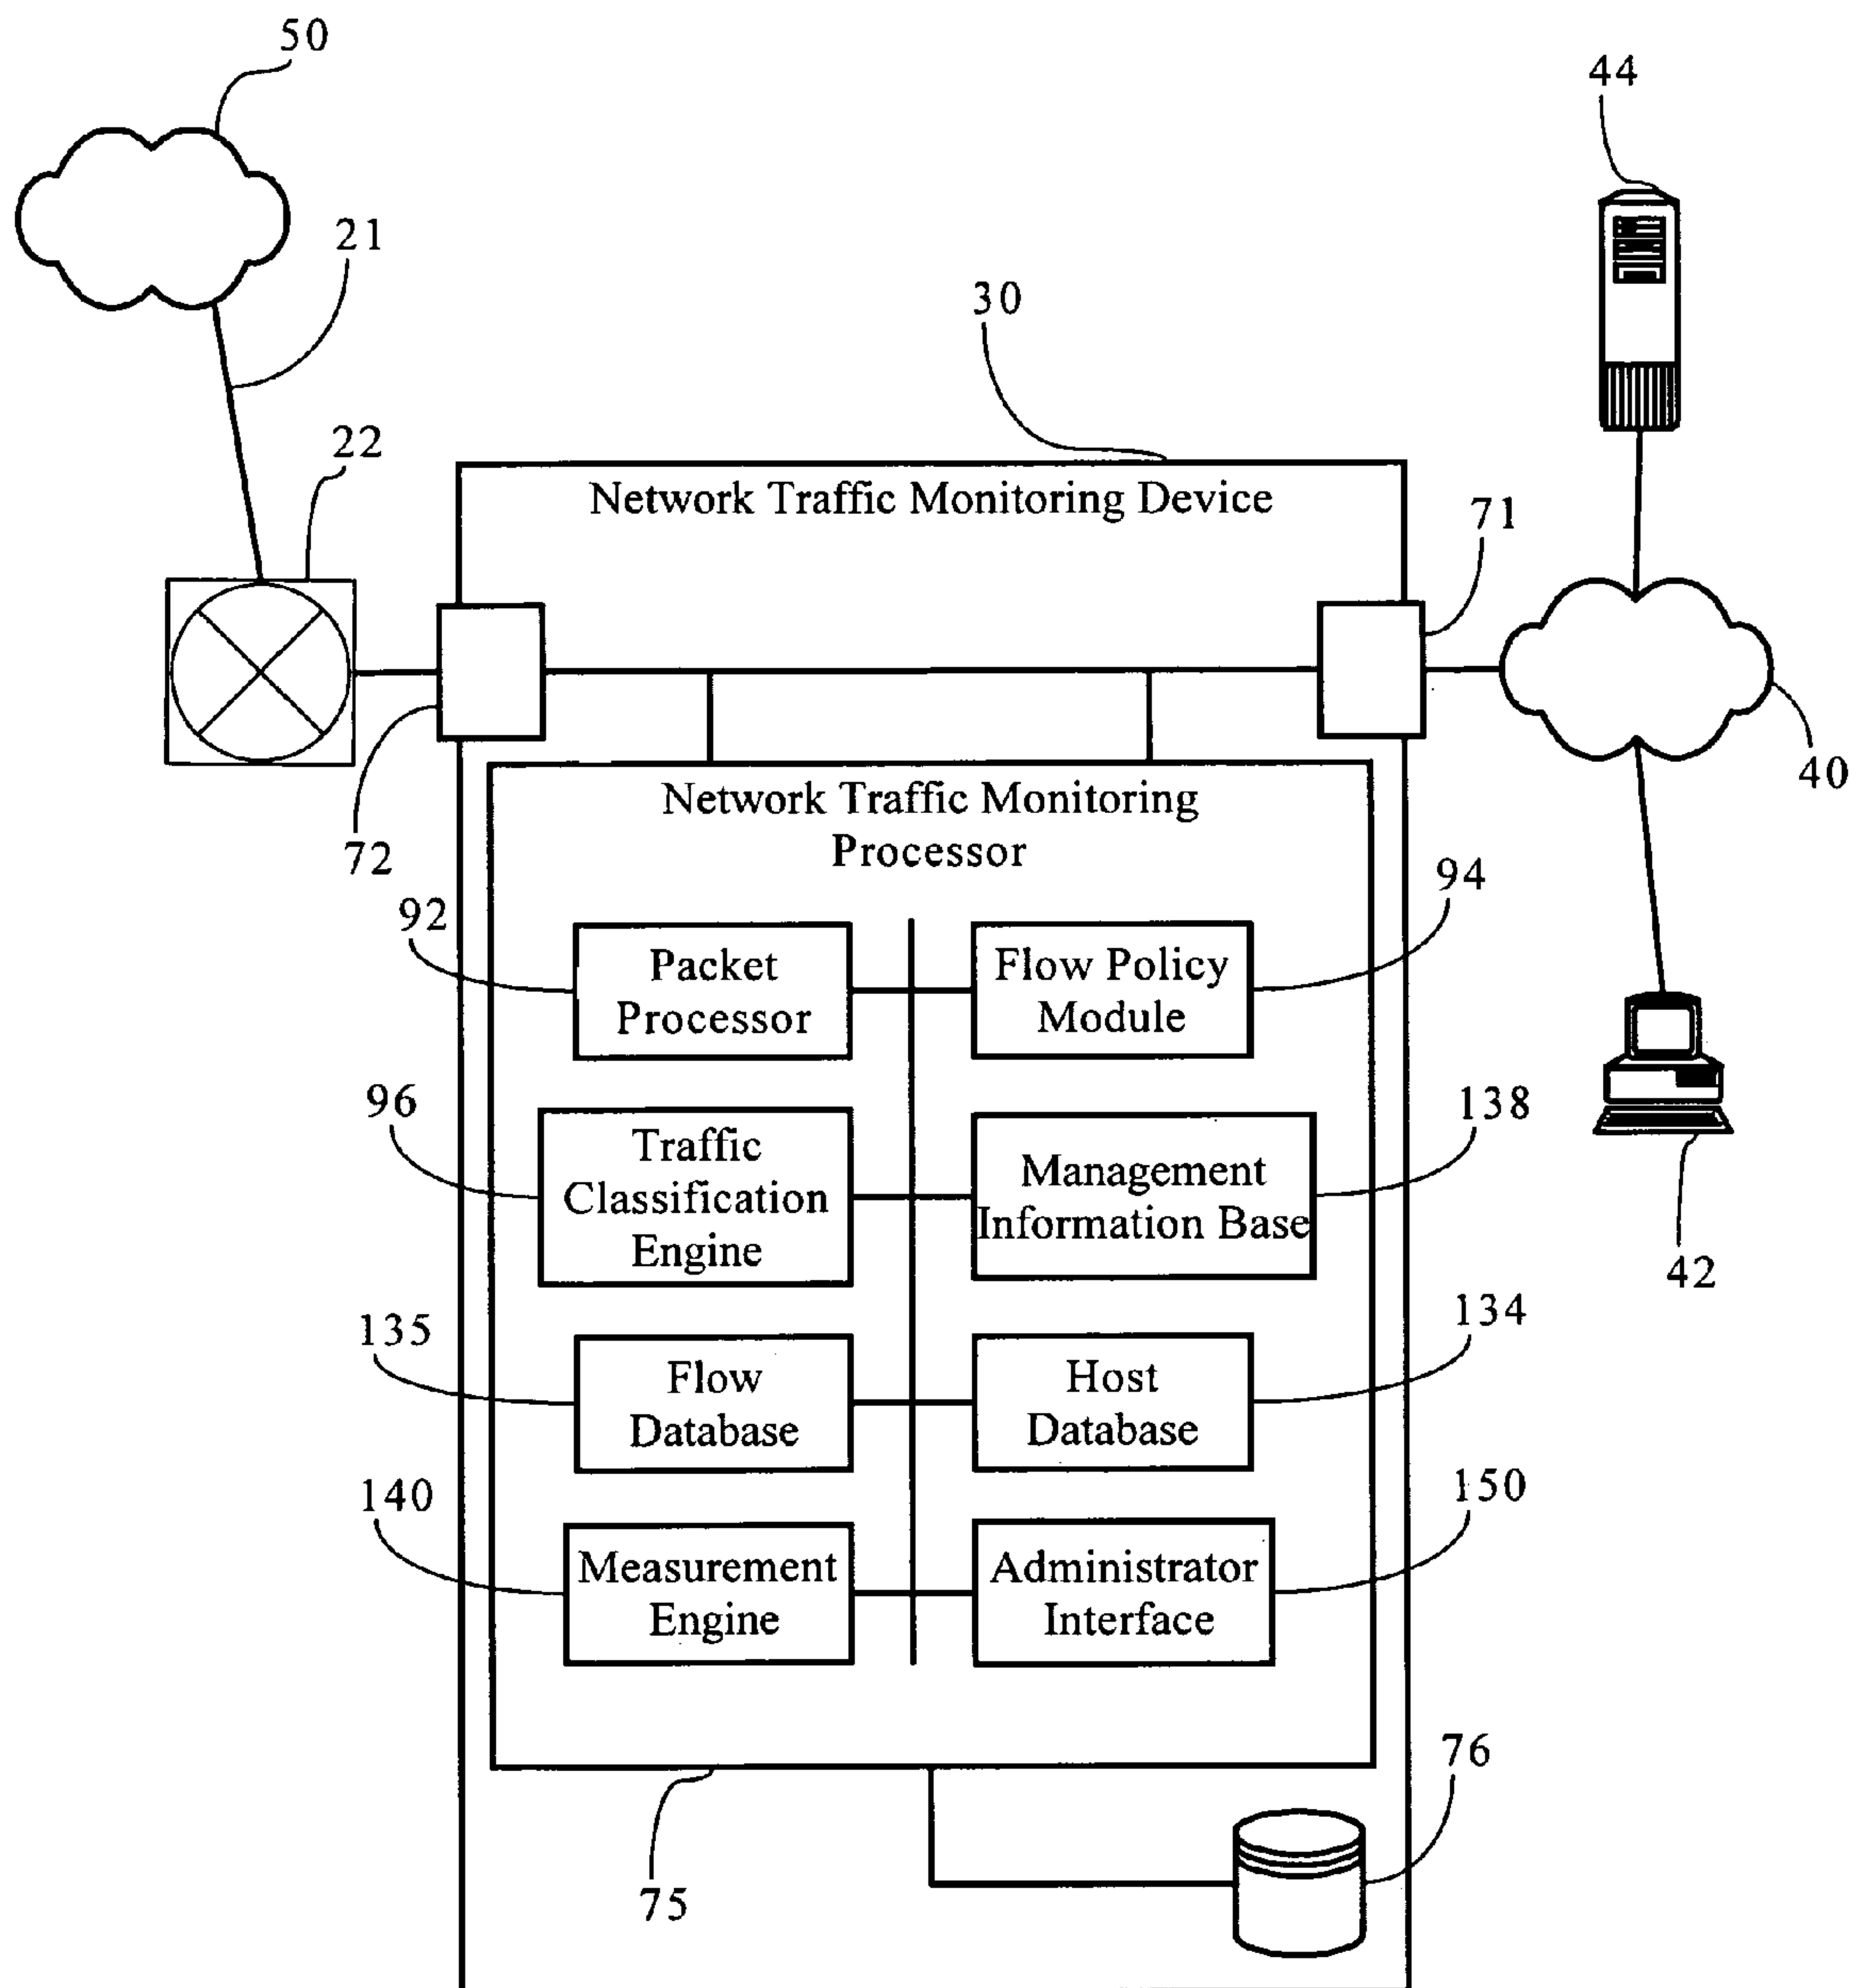 50
44
21
30
22
Network Traffic Monitoring Device
71
40
Network Traffic Monitoring
Processor
72
94
92
Packet
Processor
Flow Policy
Module
96
138
Traffic
Classification
Engine
Management
Information Base
42
135
134
Flow
Database
Host
Database
140
150
Measurement
Engine
Administrator
Interface
76
75